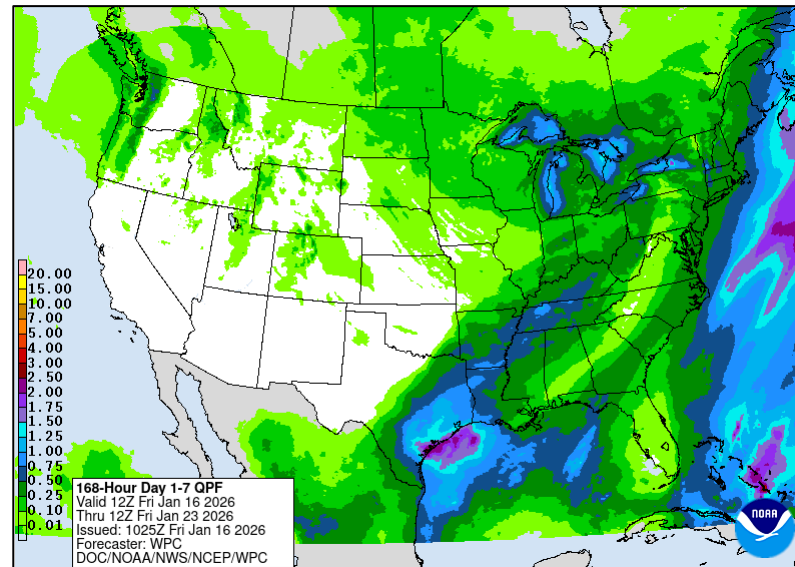 20.00
15.00
10.00
7.00
5.00
4.00
3.00
2.50
2.00
1.75
1.50
1.25
1.00
0.75
0.50
0.25
0.10
0.01
168-Hour Day 1-7 QPF
Valid 12Z Fri Jan 16 2026
Thru 12Z Fri Jan 23 2026
Issued: 1025Z Fri Jan 16 2026
Forecaster: WPC
DOC/NOAA/NWS/NCEP/WPC
NOAA